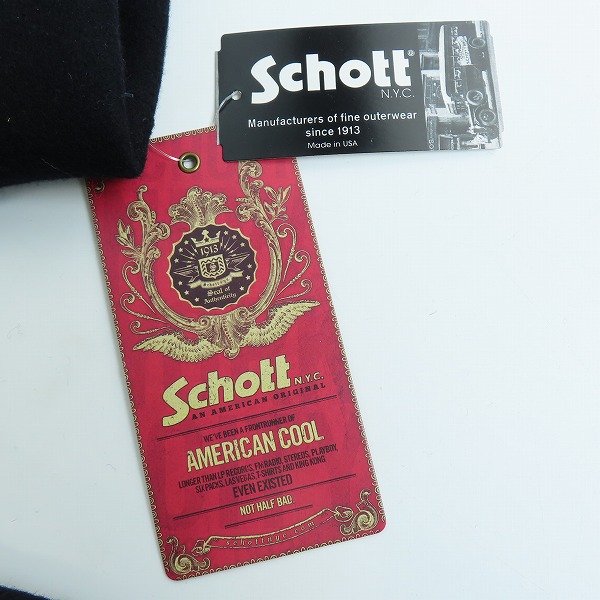 Schott®
N.Y.C.
Manufacturers of fine outerwear
since 1913
Made in USA
1913
Seal of
Authenticity
Schott N.Y.C.
AN AMERICAN ORIGINAL
WE'VE BEEN A FRONTRUNNER OF
AMERICAN COOL
LONGER THAN LP RECORDS, FM RADIO, STEREOS, PLAYBOY,
SIX PACKS, LAS VEGAS, T-SHIRTS AND KING KONG
EVEN EXISTED
NOT HALF BAD.
schottnyc.com